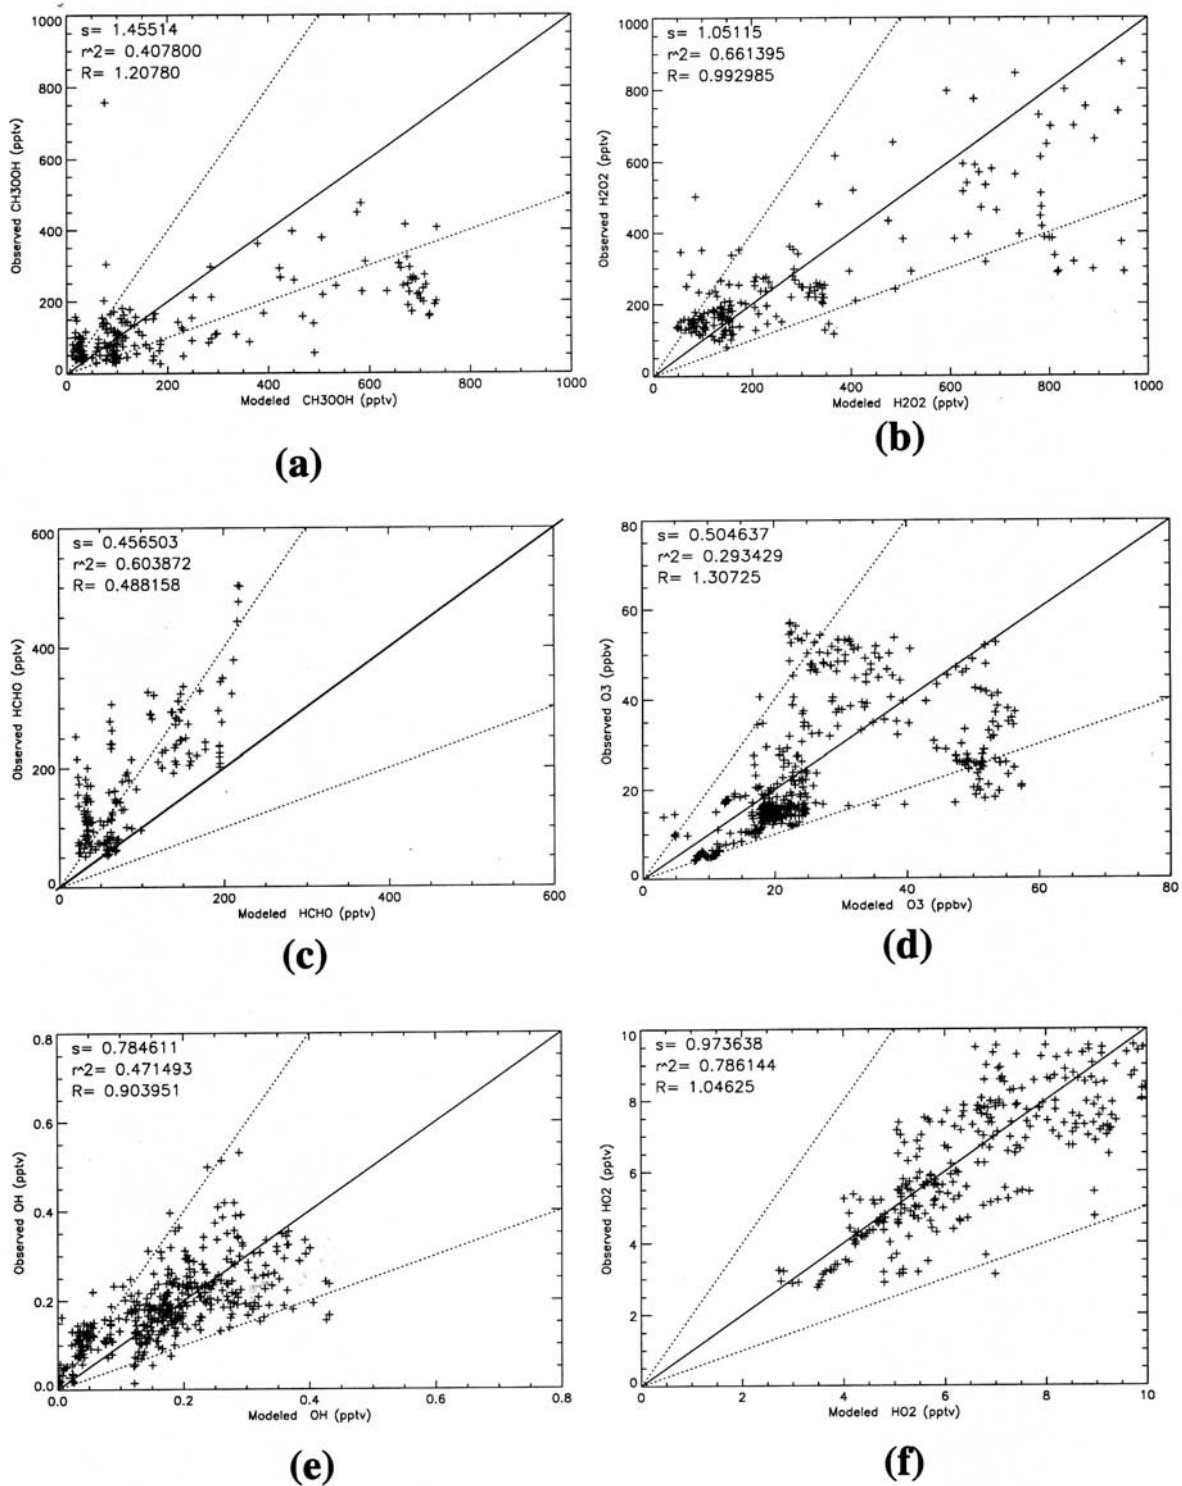 s= 1.45514
r^2= 0.407800
R= 1.20780
1000
800
600
400
200
0
Observed CH3OOH (pptv)
0 200 400 600 800 1000
Modeled CH3OOH (pptv)
(a)
s= 1.05115
r^2= 0.661395
R= 0.992985
1000
800
600
400
200
0
Observed H2O2 (pptv)
0 200 400 600 800 1000
Modeled H2O2 (pptv)
(b)
s= 0.456503
r^2= 0.603872
R= 0.488158
600
400
200
0
Observed HCHO (pptv)
0 200 400 600
Modeled HCHO (pptv)
(c)
s= 0.504637
r^2= 0.293429
R= 1.30725
80
60
40
20
0
Observed O3 (ppbv)
0 20 40 60 80
Modeled O3 (ppbv)
(d)
s= 0.784611
r^2= 0.471493
R= 0.903951
0.8
0.6
0.4
0.2
0.0
Observed OH (pptv)
0.0 0.2 0.4 0.6 0.8
Modeled OH (pptv)
(e)
s= 0.973638
r^2= 0.786144
R= 1.04625
10
8
6
4
2
0
Observed HO2 (pptv)
0 2 4 6 8 10
Modeled HO2 (pptv)
(f)